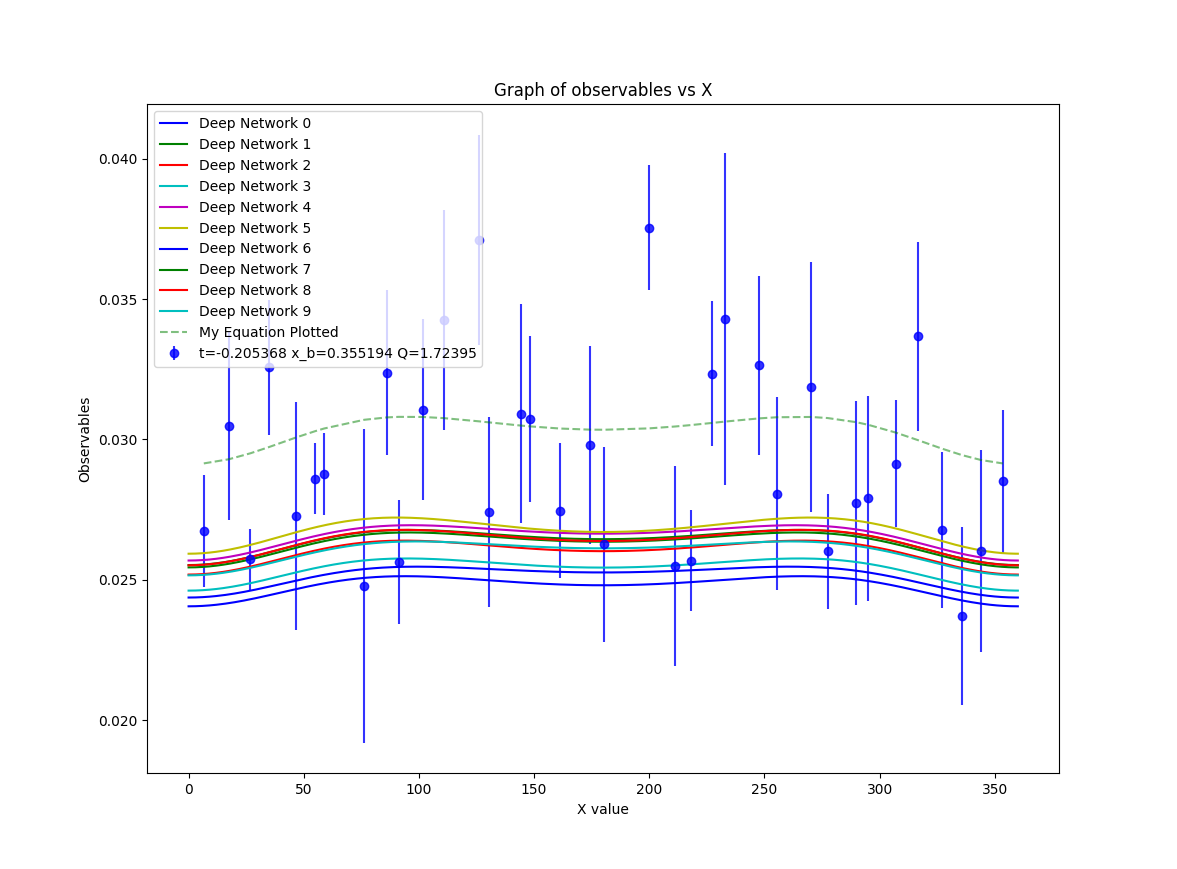 Graph of observables vs X
Deep Network 0
Deep Network 1
Deep Network 2
Deep Network 3
Deep Network 4
Deep Network 5
Deep Network 6
Deep Network 7
Deep Network 8
Deep Network 9
My Equation Plotted
t=-0.205368 x_b=0.355194 Q=1.72395
0.040
0.035
0.030
0.025
0.020
Observables
0 50 100 150 200 250 300 350
X value